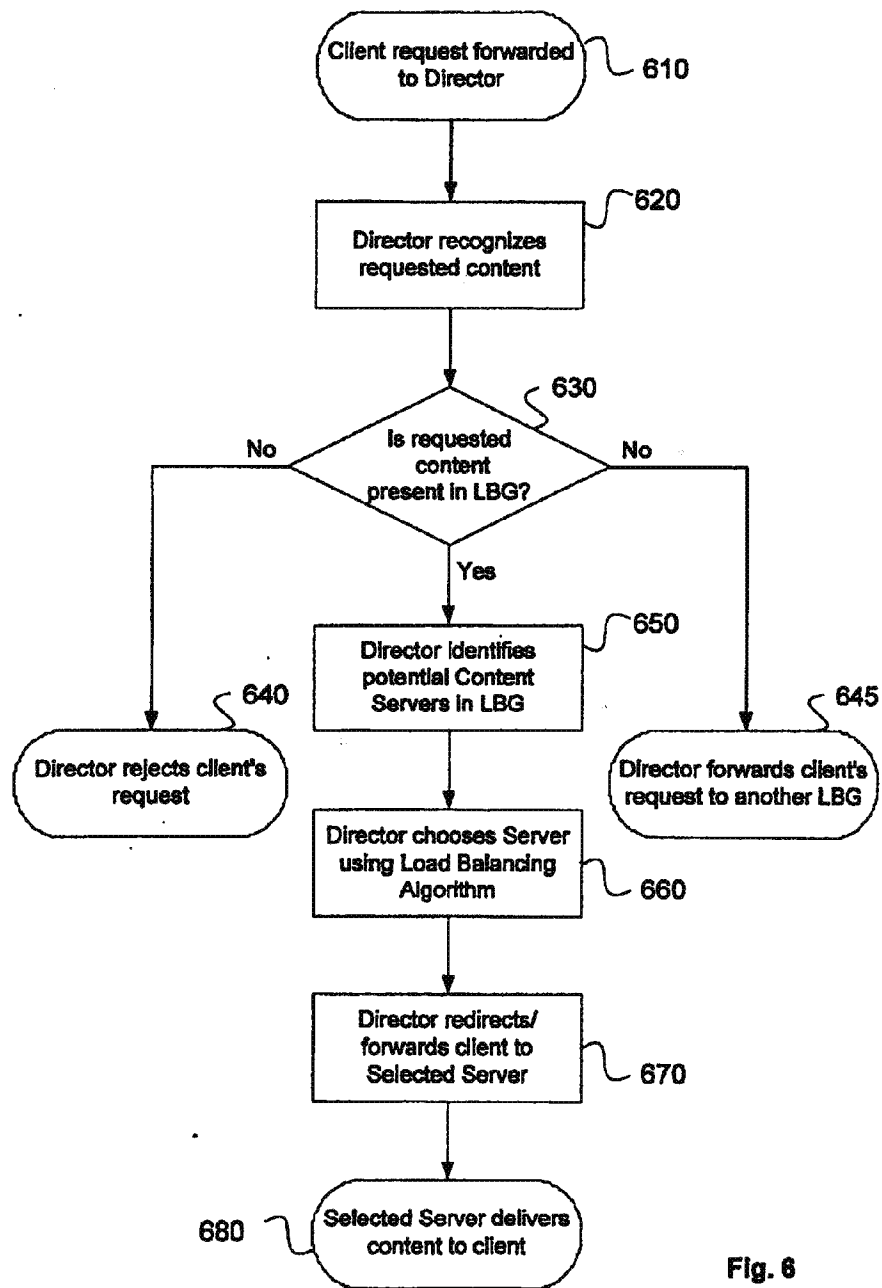 Client request forwarded
to Director
610
620
Director recognizes
requested content
630
Is requested
content
present in LBG?
No
No
Yes
650
Director identifies
potential Content
Servers in LBG
640
Director rejects client's
request
645
Director forwards client's
request to another LBG
Director chooses Server
using Load Balancing
Algorithm
660
Director redirects/
forwards client to
Selected Server
670
680
Selected Server delivers
content to client
Fig. 6